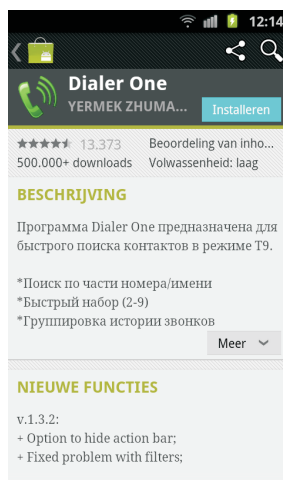 12:14
Dialer One
YERMEK ZHUMA...
Installeren
13.373
Beoordeling van inho...
500.000+ downloads
Volwassenheid: laag
BESCHRIJVING
Программа Dialer One предназначена для
быстрого поиска контактов в режиме Т9.
*Поиск по части номера/имени
*Быстрый набор (2-9)
*Группировка истории звонков
Meer
NIEUWE FUNCTIES
v.1.3.2:
+ Option to hide action bar;
+ Fixed problem with filters;